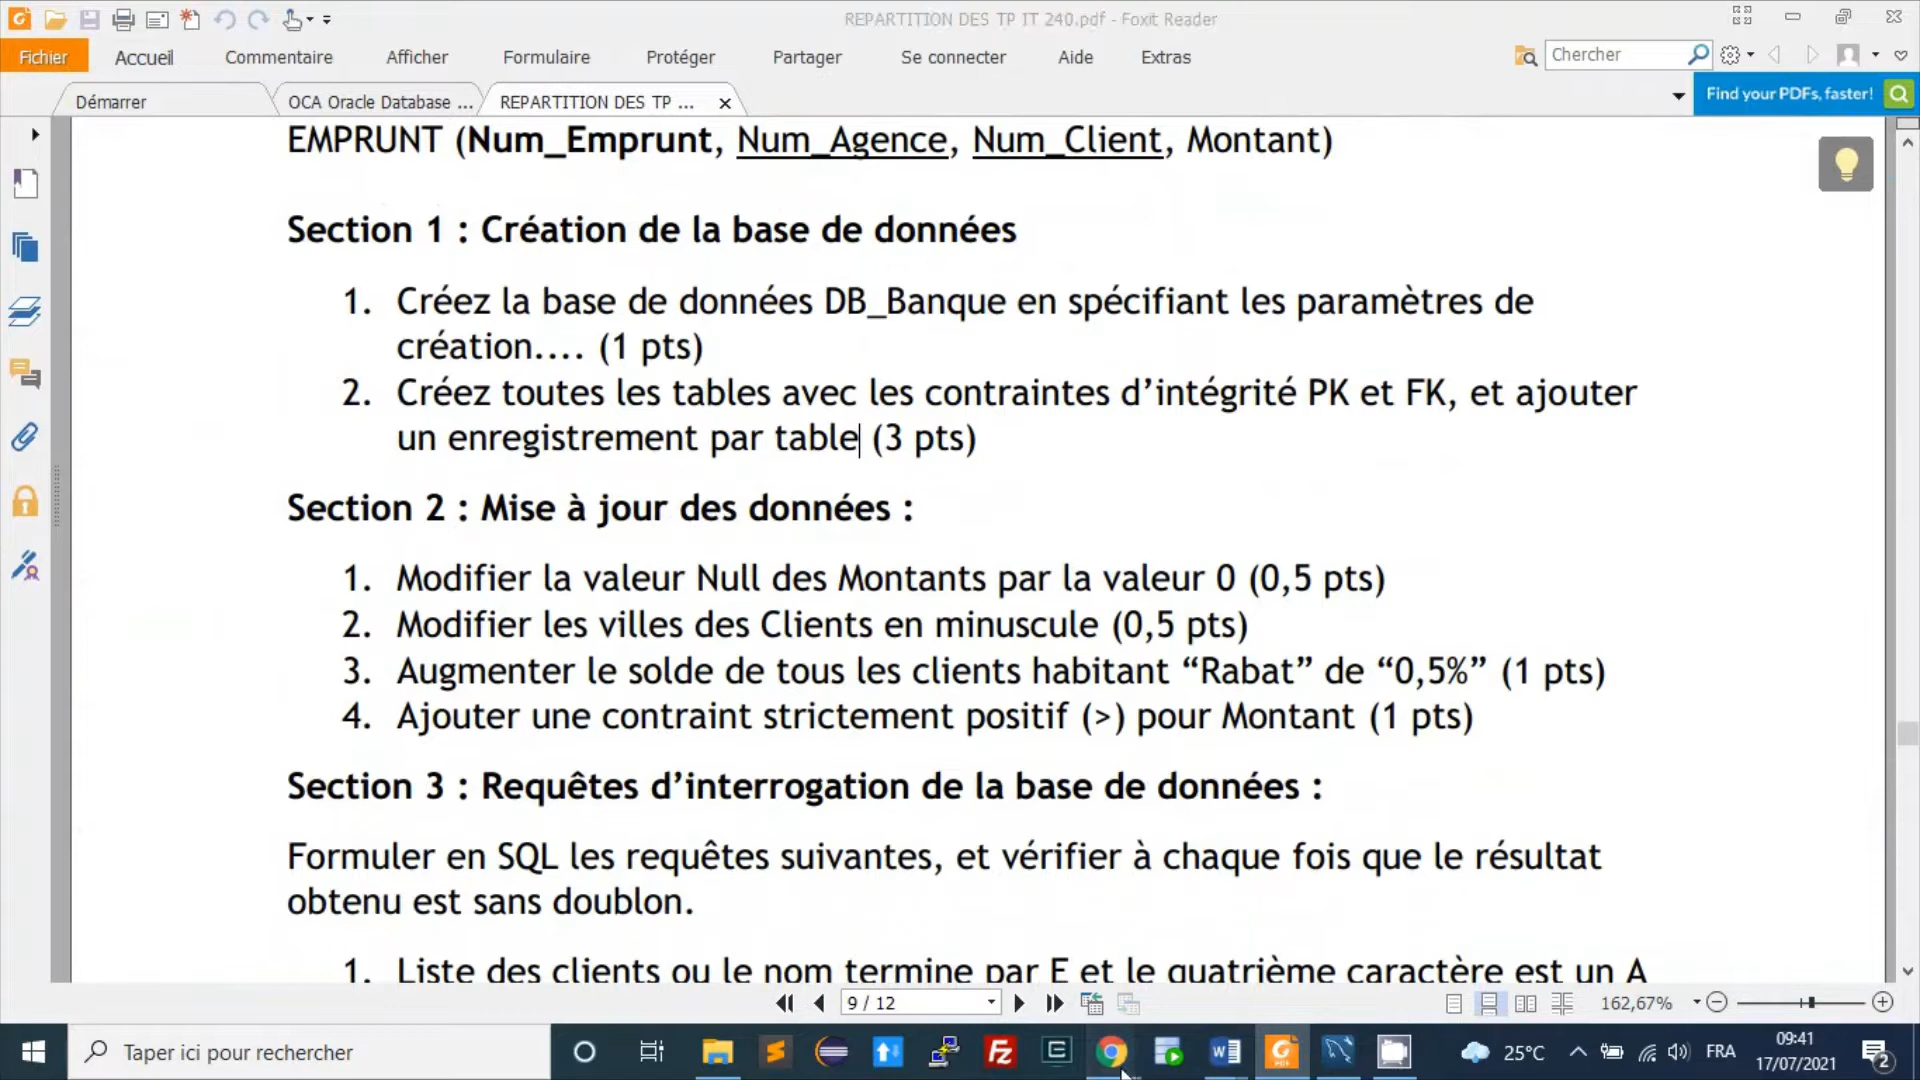 REPARTITION DES TP IT 240.pdf - Foxit Reader
Fichier Accueil Commentaire Afficher Formulaire Protéger Partager Se connecter Aide Extras Chercher
Démarrer OCA Oracle Database ... REPARTITION DES TP ... Find your PDFs, faster!
EMPRUNT (Num_Emprunt, Num_Agence, Num_Client, Montant)
Section 1 : Création de la base de données
1. Créez la base de données DB_Banque en spécifiant les paramètres de
création.... (1 pts)
2. Créez toutes les tables avec les contraintes d’intégrité PK et FK, et ajouter
un enregistrement par table (3 pts)
Section 2 : Mise à jour des données :
1. Modifier la valeur Null des Montants par la valeur 0 (0,5 pts)
2. Modifier les villes des Clients en minuscule (0,5 pts)
3. Augmenter le solde de tous les clients habitant “Rabat” de “0,5%” (1 pts)
4. Ajouter une contraint strictement positif (>) pour Montant (1 pts)
Section 3 : Requêtes d’interrogation de la base de données :
Formuler en SQL les requêtes suivantes, et vérifier à chaque fois que le résultat
obtenu est sans doublon.
1. Liste des clients ou le nom termine par E et le quatrième caractère est un A
9 / 12 162,67%
Taper ici pour rechercher 25°C FRA 09:41
17/07/2021 2